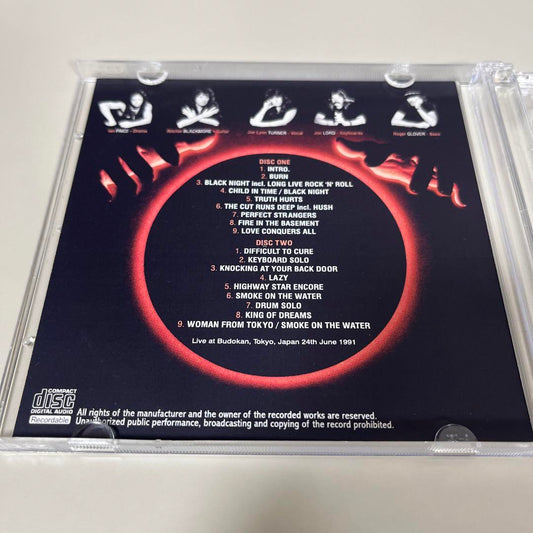 Ian PAICE - Drums
Ritchie BLACKMORE - Guitar
Joe Lynn TURNER - Vocal
Jon LORD - Keyboards
Roger GLOVER - Bass
DISC ONE
1. INTRO.
2. BURN
3. BLACK NIGHT incl. LONG LIVE ROCK 'N' ROLL
4. CHILD IN TIME / BLACK NIGHT
5. TRUTH HURTS
6. THE CUT RUNS DEEP incl. HUSH
7. PERFECT STRANGERS
8. FIRE IN THE BASEMENT
9. LOVE CONQUERS ALL
DISC TWO
1. DIFFICULT TO CURE
2. KEYBOARD SOLO
3. KNOCKING AT YOUR BACK DOOR
4. LAZY
5. HIGHWAY STAR ENCORE
6. SMOKE ON THE WATER
7. DRUM SOLO
8. KING OF DREAMS
9. WOMAN FROM TOKYO / SMOKE ON THE WATER
Live at Budokan, Tokyo, Japan 24th June 1991
COMPACT
disc
DIGITAL AUDIO
Recordable
All rights of the manufacturer and the owner of the recorded works are reserved.
Unauthorized public performance, broadcasting and copying of the record prohibited.